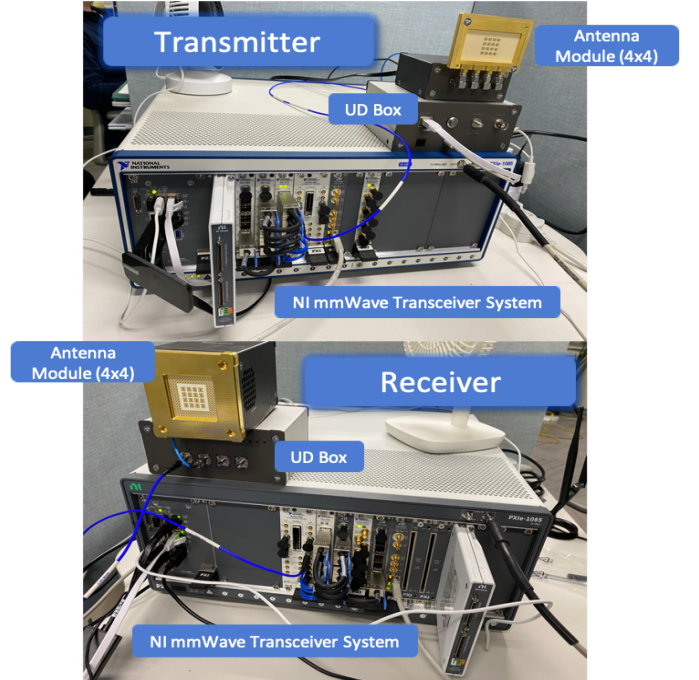 Transmitter
Antenna
Module (4x4)
UD Box
NATIONAL
INSTRUMENTS
PXIe-1085
NI mmWave Transceiver System
Antenna
Module (4x4)
Receiver
UD Box
NI
PXIe-1085
NI mmWave Transceiver System